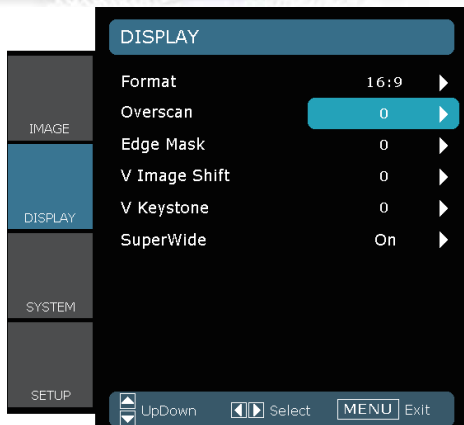 DISPLAY
Format 16:9
Overscan 0
Edge Mask 0
V Image Shift 0
V Keystone 0
SuperWide On
IMAGE
DISPLAY
SYSTEM
SETUP
UpDown Select MENU Exit